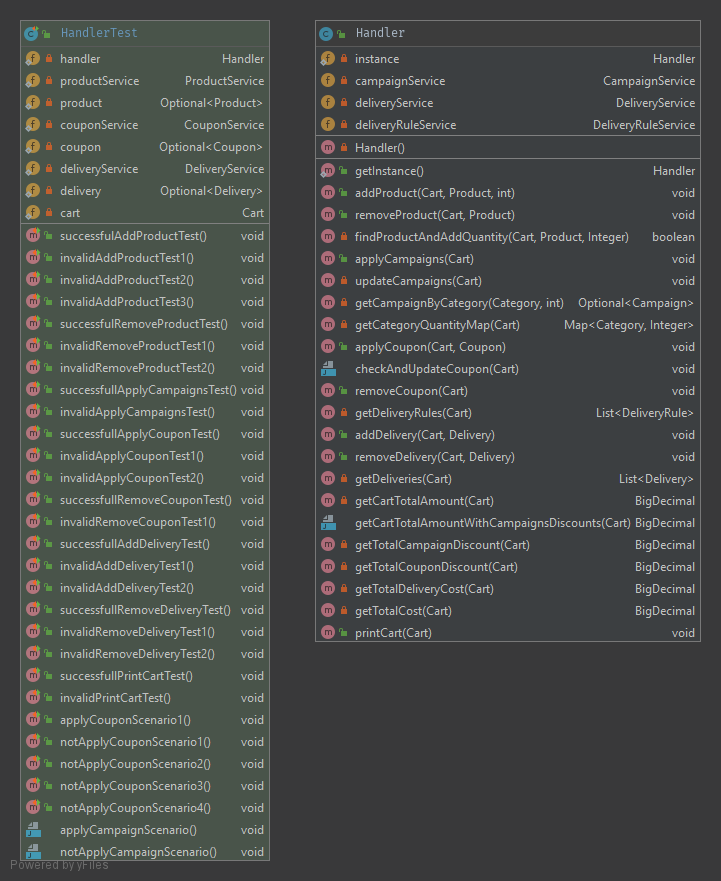 HandlerTest
handler Handler
productService ProductService
product Optional<Product>
couponService CouponService
coupon Optional<Coupon>
deliveryService DeliveryService
delivery Optional<Delivery>
cart Cart
successfulAddProductTest() void
invalidAddProductTest1() void
invalidAddProductTest2() void
invalidAddProductTest3() void
successfulRemoveProductTest() void
invalidRemoveProductTest1() void
invalidRemoveProductTest2() void
successfullApplyCampaignsTest() void
invalidApplyCampaignsTest() void
successfullApplyCouponTest() void
invalidApplyCouponTest1() void
invalidApplyCouponTest2() void
successfullRemoveCouponTest() void
invalidRemoveCouponTest1() void
successfullAddDeliveryTest() void
invalidAddDeliveryTest1() void
invalidAddDeliveryTest2() void
successfullRemoveDeliveryTest() void
invalidRemoveDeliveryTest1() void
invalidRemoveDeliveryTest2() void
successfullPrintCartTest() void
invalidPrintCartTest() void
applyCouponScenario1() void
notApplyCouponScenario1() void
notApplyCouponScenario2() void
notApplyCouponScenario3() void
notApplyCouponScenario4() void
applyCampaignScenario() void
notApplyCampaignScenario() void
Handler
instance Handler
campaignService CampaignService
deliveryService DeliveryService
deliveryRuleService DeliveryRuleService
Handler()
getInstance() Handler
addProduct(Cart, Product, int) void
removeProduct(Cart, Product) void
findProductAndAddQuantity(Cart, Product, Integer) boolean
applyCampaigns(Cart) void
updateCampaigns(Cart) void
getCampaignByCategory(Category, int) Optional<Campaign>
getCategoryQuantityMap(Cart) Map<Category, Integer>
applyCoupon(Cart, Coupon) void
checkAndUpdateCoupon(Cart) void
removeCoupon(Cart) void
getDeliveryRules(Cart) List<DeliveryRule>
addDelivery(Cart, Delivery) void
removeDelivery(Cart, Delivery) void
getDeliveries(Cart) List<Delivery>
getCartTotalAmount(Cart) BigDecimal
getCartTotalAmountWithCampaignsDiscounts(Cart) BigDecimal
getTotalCampaignDiscount(Cart) BigDecimal
getTotalCouponDiscount(Cart) BigDecimal
getTotalDeliveryCost(Cart) BigDecimal
getTotalCost(Cart) BigDecimal
printCart(Cart) void
Powered by yFiles